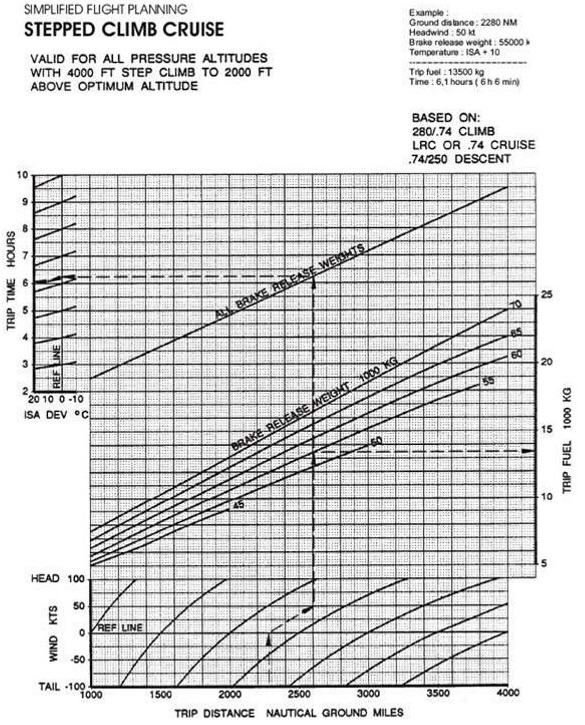 SIMPLIFIED FLIGHT PLANNING
STEPPED CLIMB CRUISE
VALID FOR ALL PRESSURE ALTITUDES
WITH 4000 FT STEP CLIMB TO 2000 FT
ABOVE OPTIMUM ALTITUDE
Example :
Ground distance : 2280 NM
Headwind : 50 kt
Brake release weight : 55000 k
Temperature : ISA + 10
Trip fuel : 13500 kg
Time : 6,1 hours ( 6 h 6 min)
BASED ON:
280/.74 CLIMB
LRC OR .74 CRUISE
.74/250 DESCENT
10
9
8
7
6
5
4
3
2
TRIP TIME HOURS
REF LINE
20 10 0 -10
ISA DEV °C
ALL BRAKE RELEASE WEIGHTS
BRAKE RELEASE WEIGHT 1000 KG
70
65
60
55
50
45
25
20
15
10
5
TRIP FUEL 1000 KG
HEAD 100
50
0
-50
TAIL -100
WIND KTS
REF LINE
1000 1500 2000 2500 3000 3500 4000
TRIP DISTANCE NAUTICAL GROUND MILES